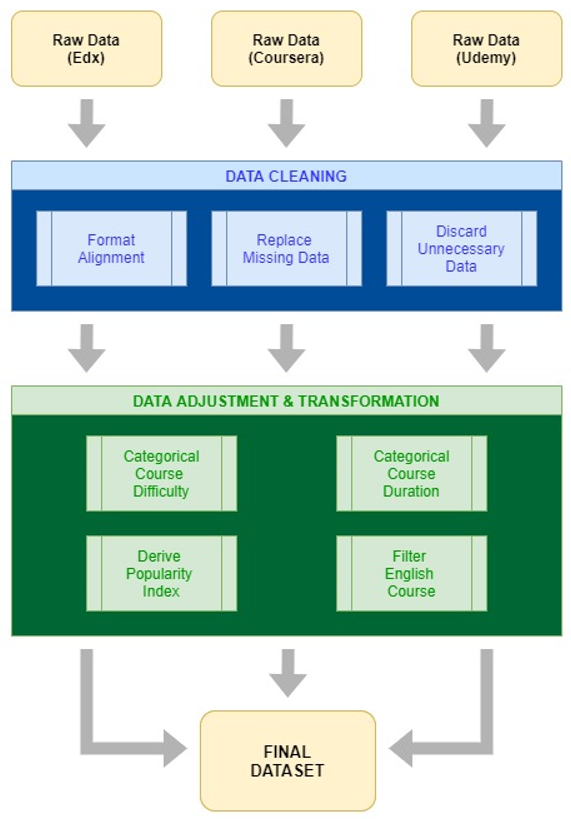 Raw Data
(Edx)
Raw Data
(Coursera)
Raw Data
(Udemy)
DATA CLEANING
Format
Alignment
Replace
Missing Data
Discard
Unnecessary
Data
DATA ADJUSTMENT & TRANSFORMATION
Categorical
Course
Difficulty
Categorical
Course
Duration
Derive
Popularity
Index
Filter
English
Course
FINAL
DATASET